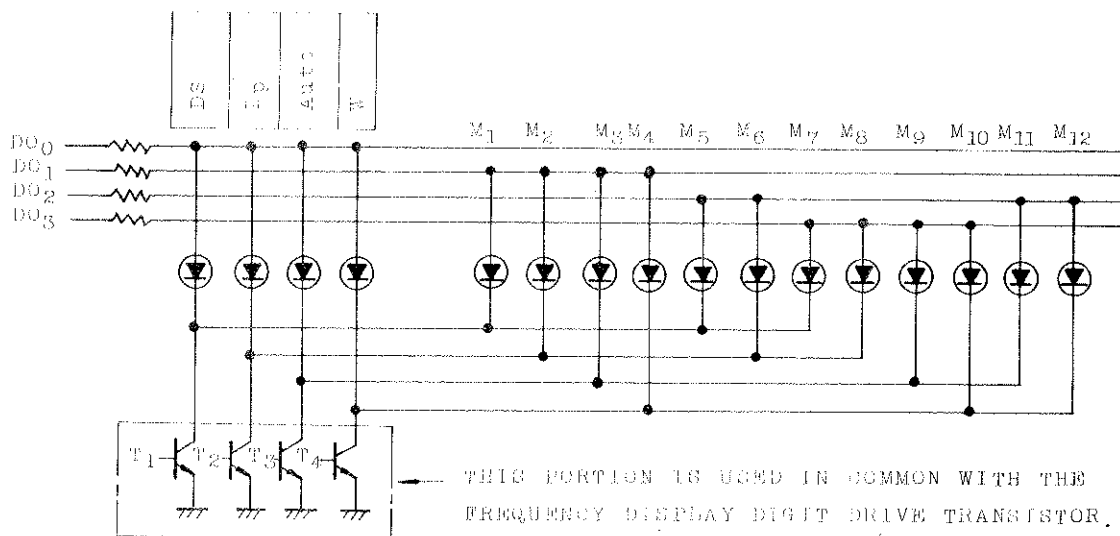 DS
Auto
W
M1 M2 M3 M4 M5 M6 M7 M8 M9 M10 M11 M12
DO0
DO1
DO2
DO3
T1 T2 T3 T4
THIS PORTION IS USED IN COMMON WITH THE
FREQUENCY DISPLAY DIGIT DRIVE TRANSISTOR.